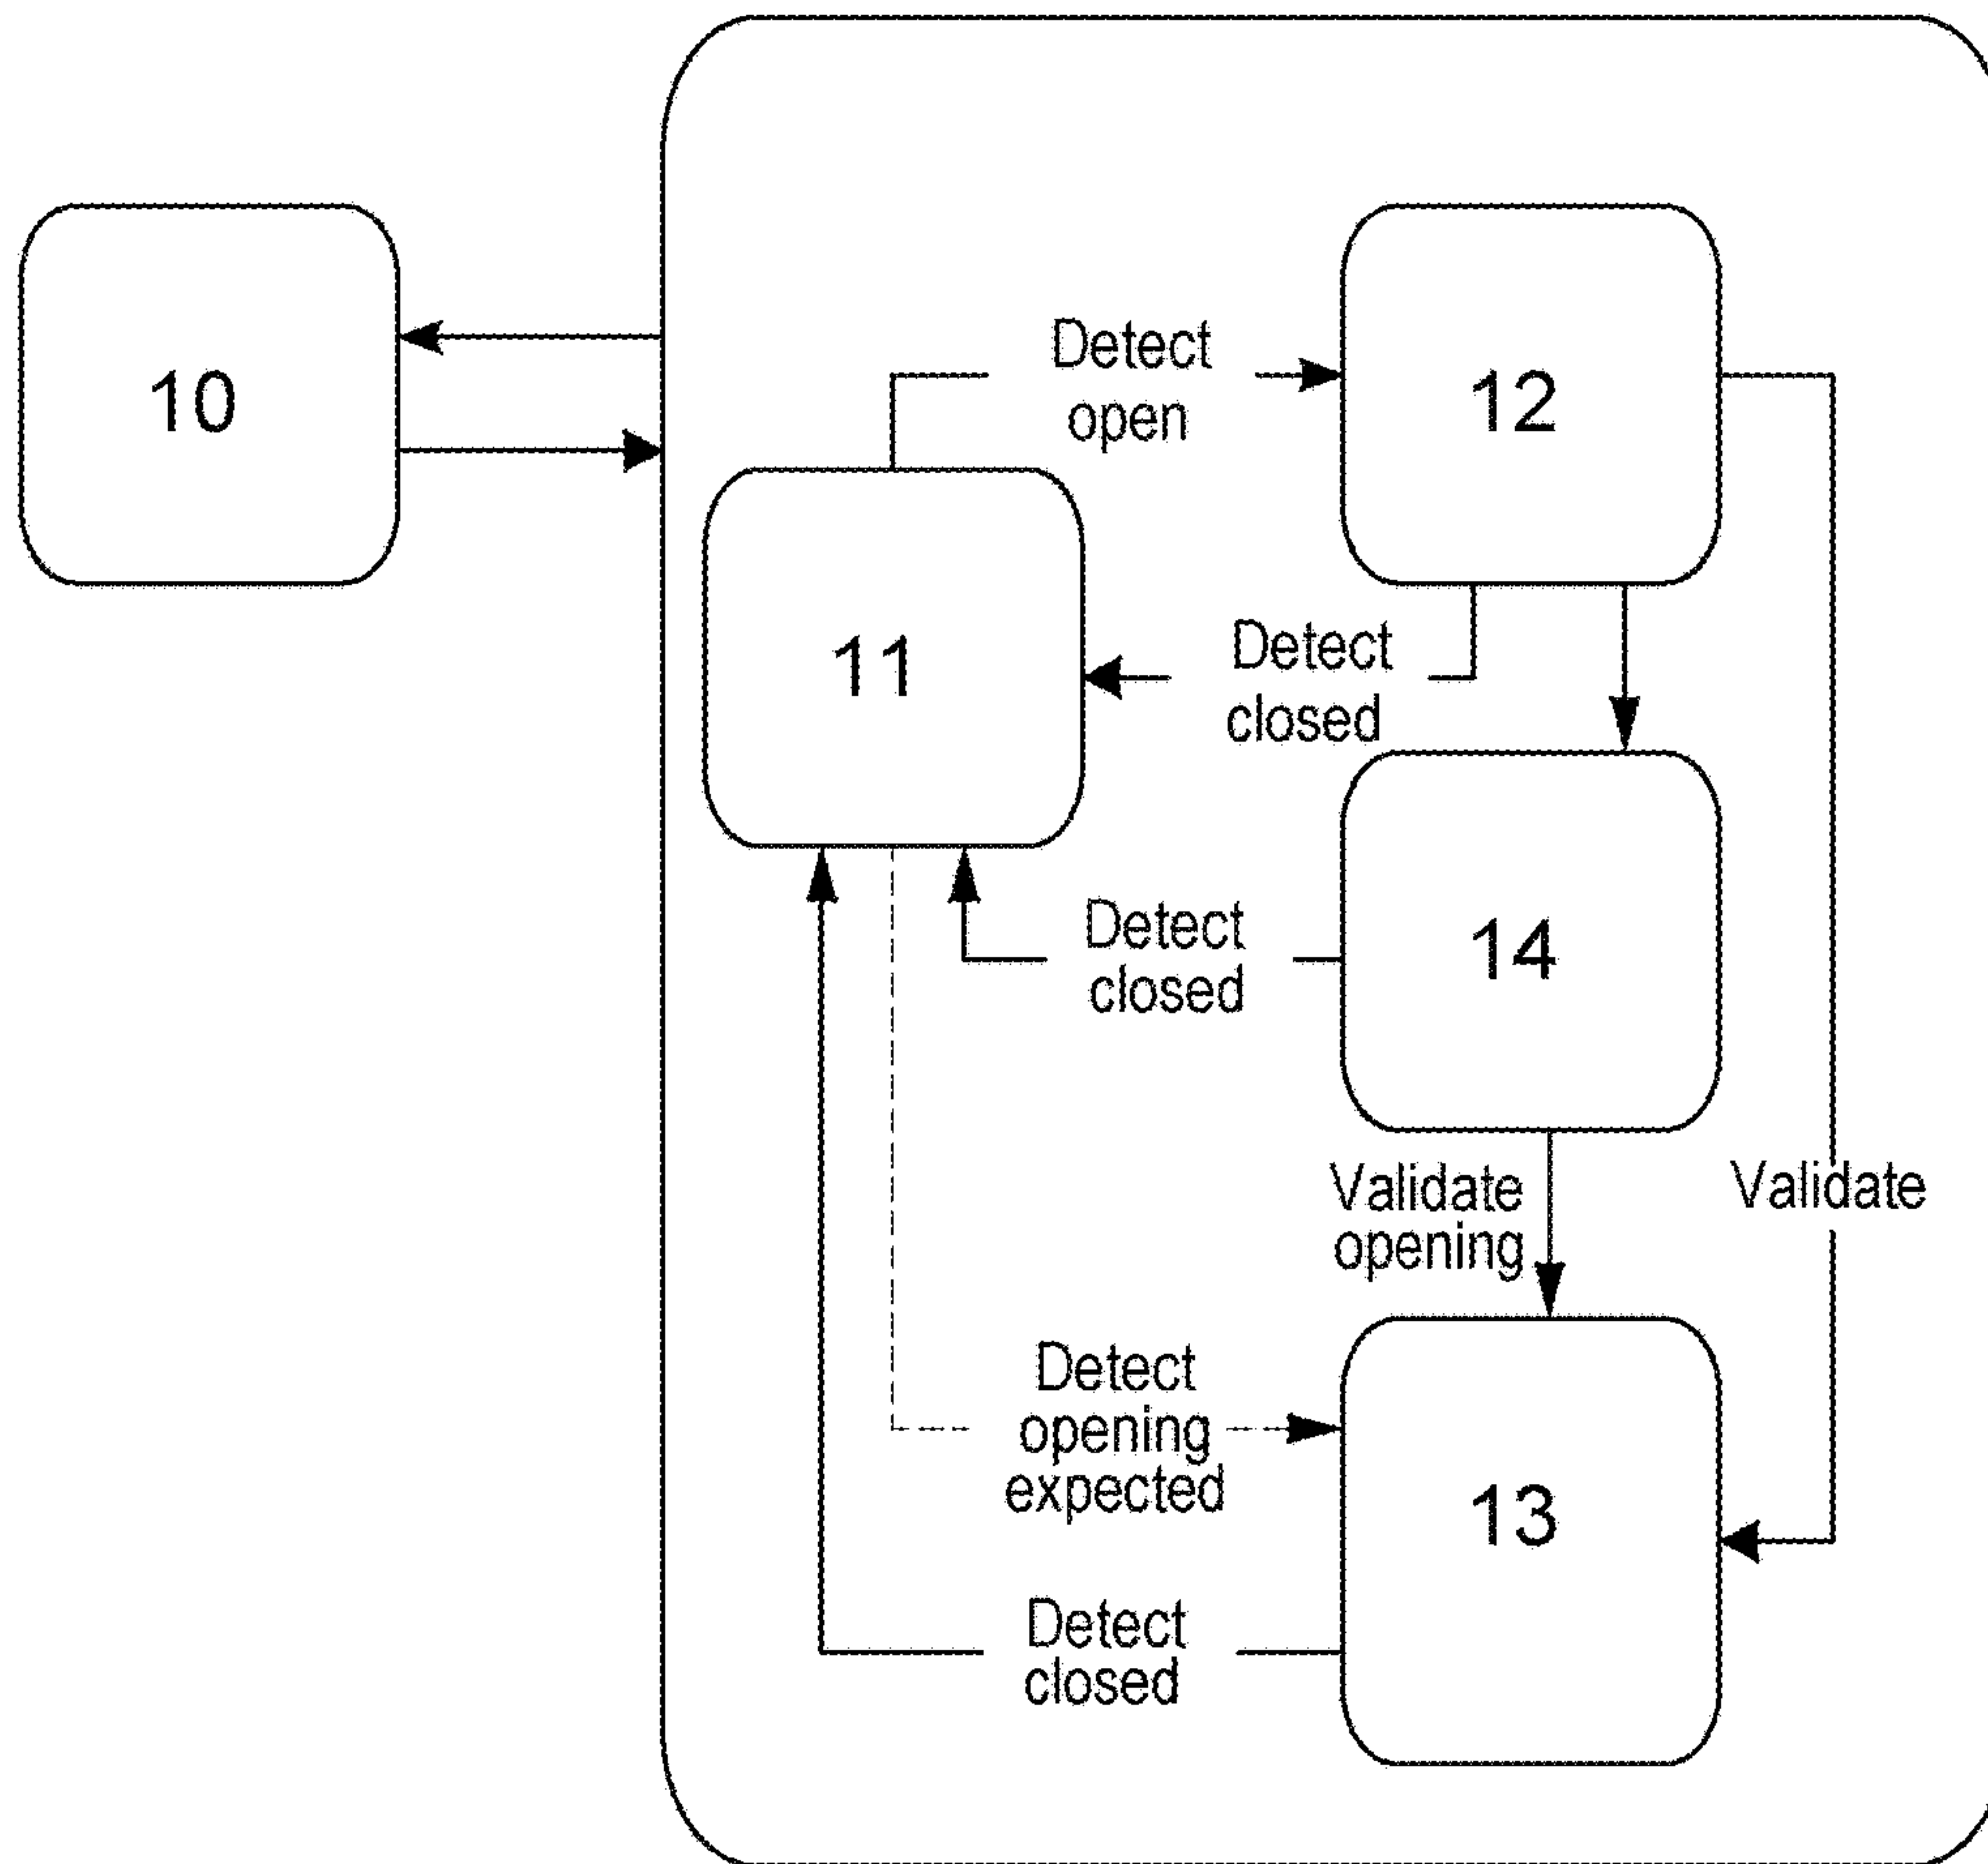 10
12
Detect
open
11
Detect
closed
14
Detect
closed
Validate
opening
Validate
Detect
opening
expected
13
Detect
closed